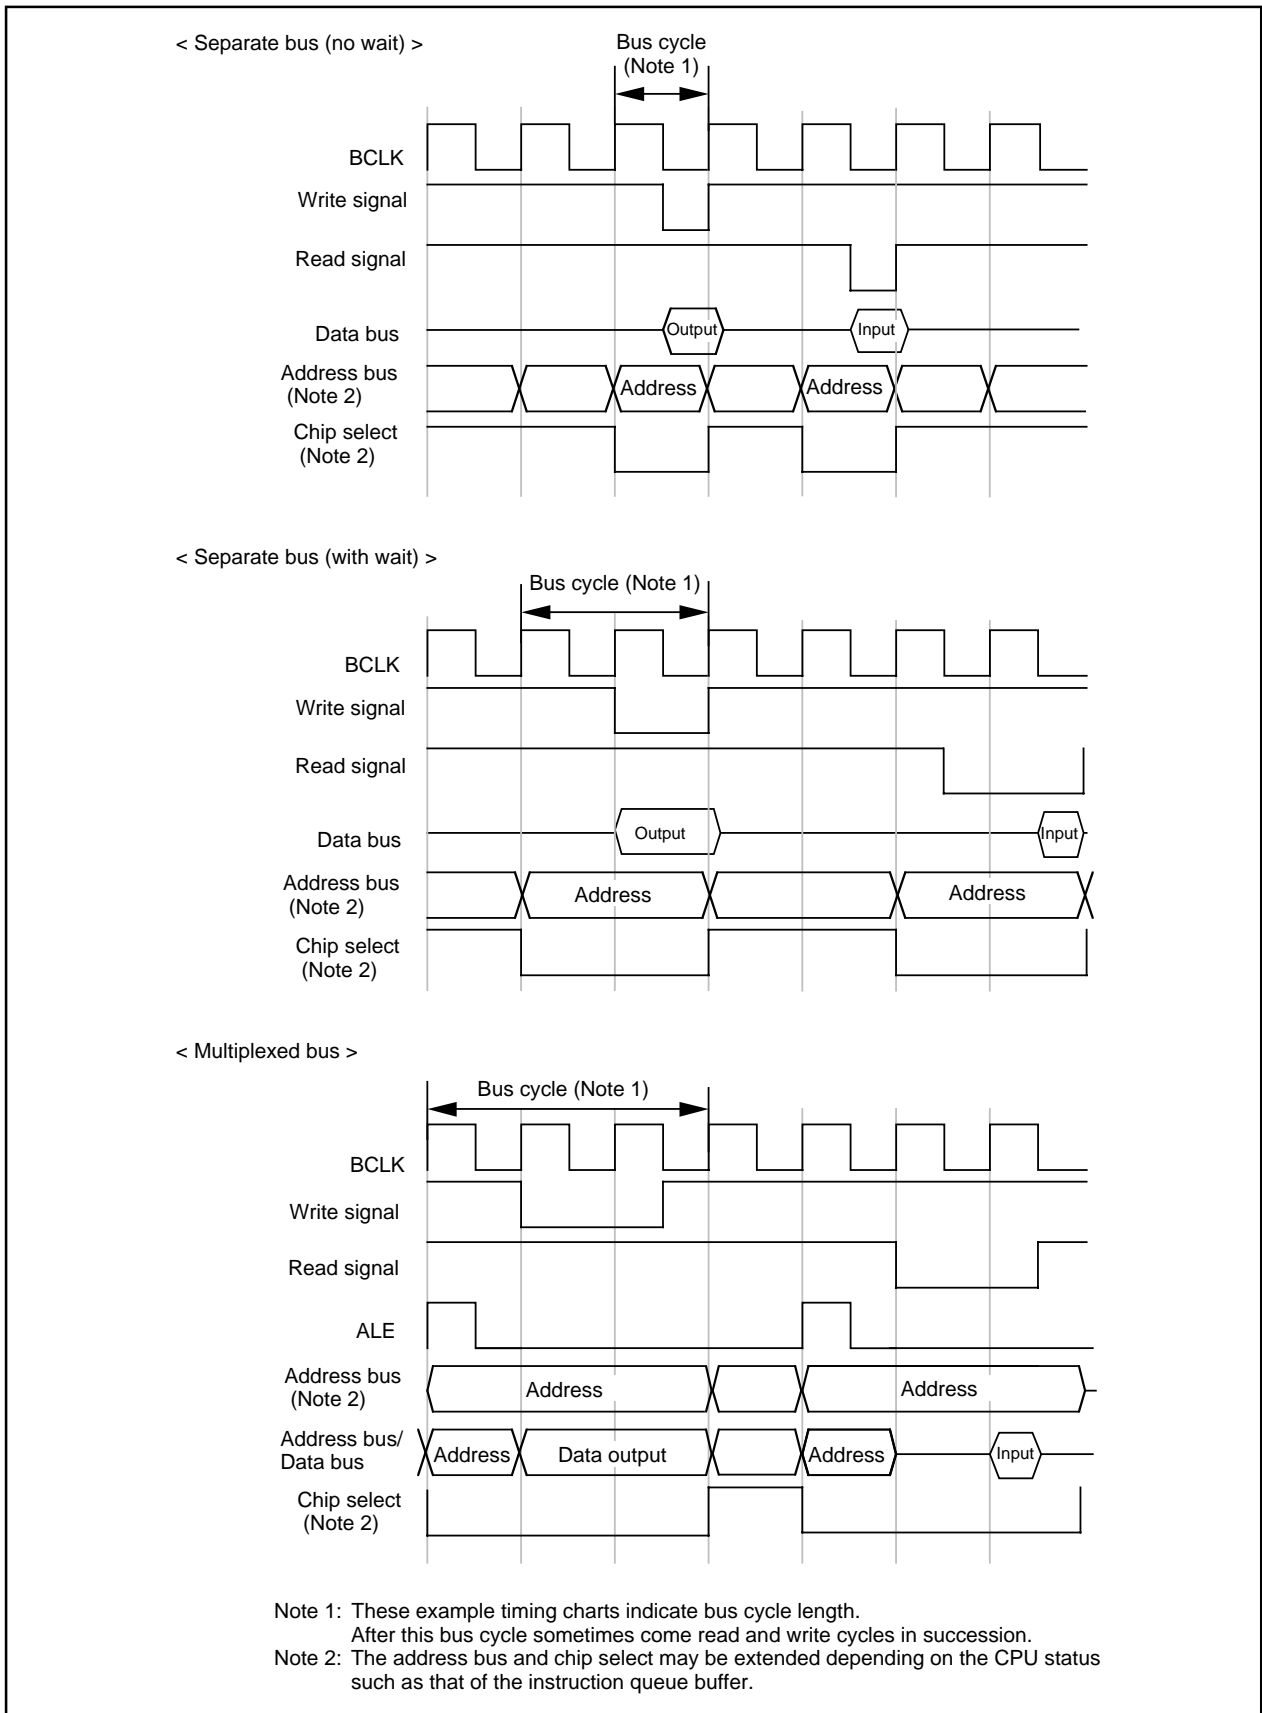 < Separate bus (no wait) >
Bus cycle
(Note 1)
BCLK
Write signal
Read signal
Data bus
Output
Input
Address bus
(Note 2)
Address
Address
Chip select
(Note 2)
< Separate bus (with wait) >
Bus cycle (Note 1)
BCLK
Write signal
Read signal
Data bus
Output
Input
Address bus
(Note 2)
Address
Address
Chip select
(Note 2)
< Multiplexed bus >
Bus cycle (Note 1)
BCLK
Write signal
Read signal
ALE
Address bus
(Note 2)
Address
Address
Address bus/
Data bus
Address
Data output
Address
Input
Chip select
(Note 2)
Note 1: These example timing charts indicate bus cycle length.
After this bus cycle sometimes come read and write cycles in succession.
Note 2: The address bus and chip select may be extended depending on the CPU status
such as that of the instruction queue buffer.